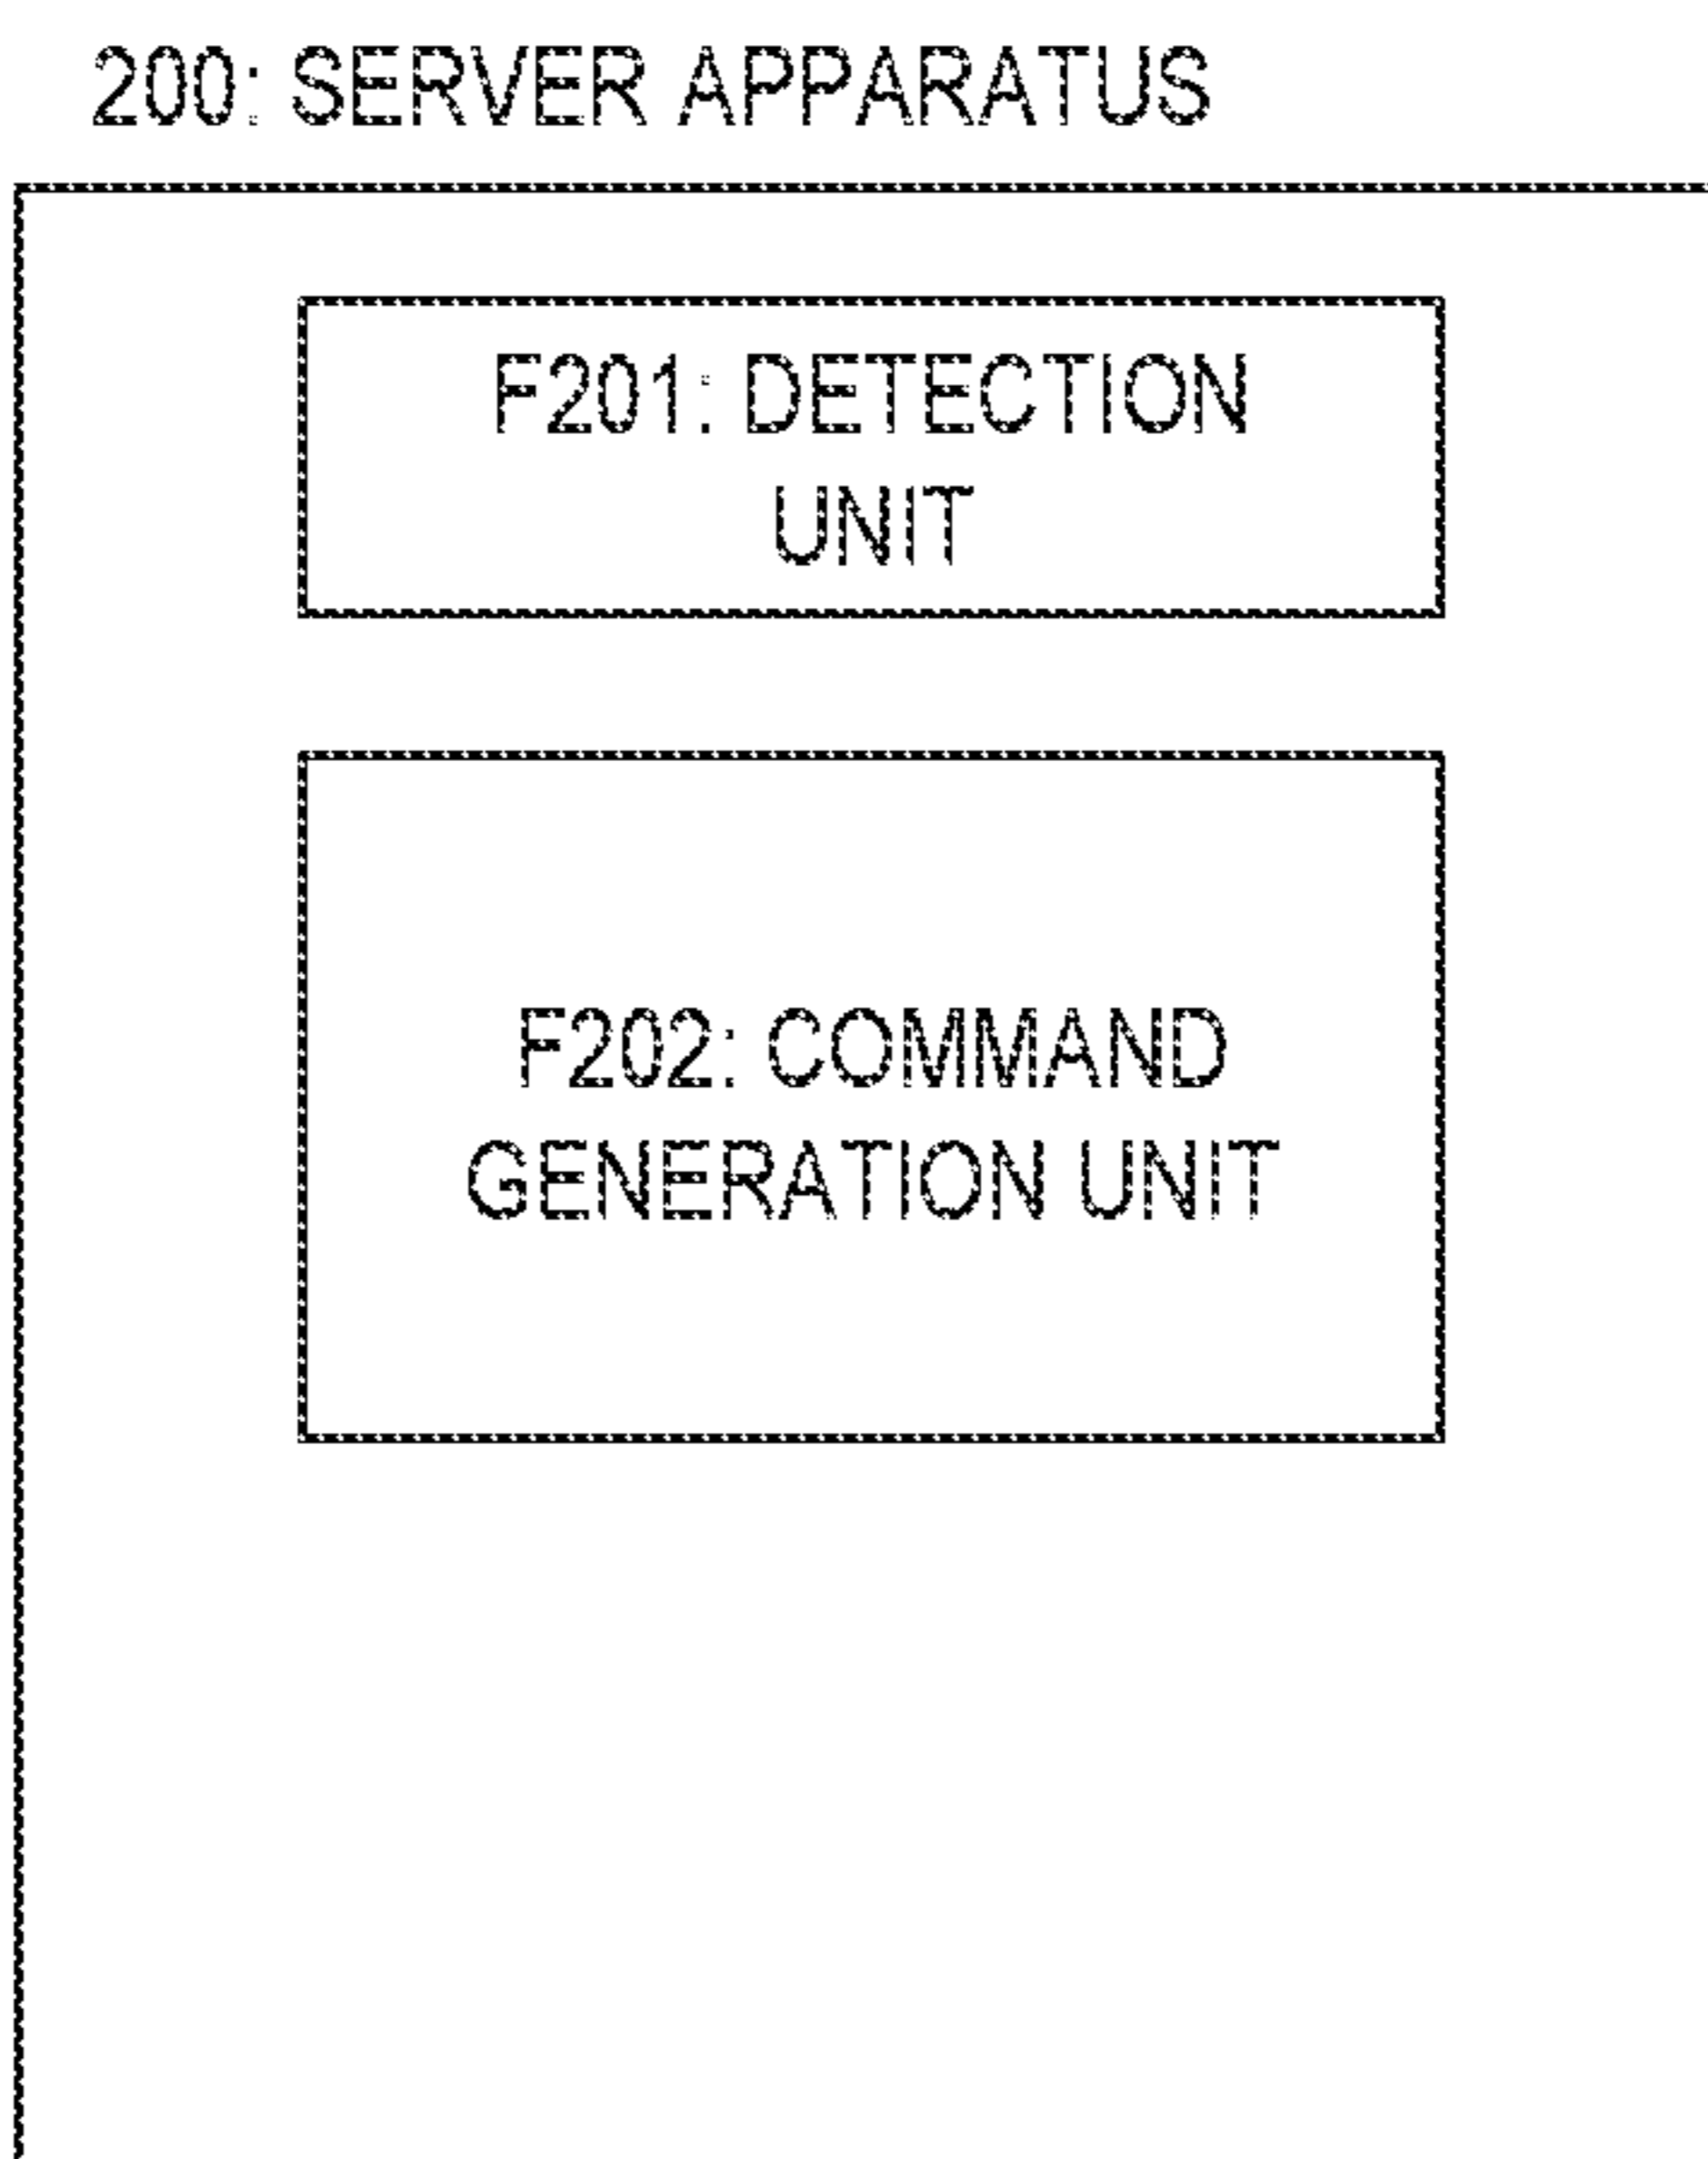 200: SERVER APPARATUS
F201: DETECTION
UNIT
F202: COMMAND
GENERATION UNIT